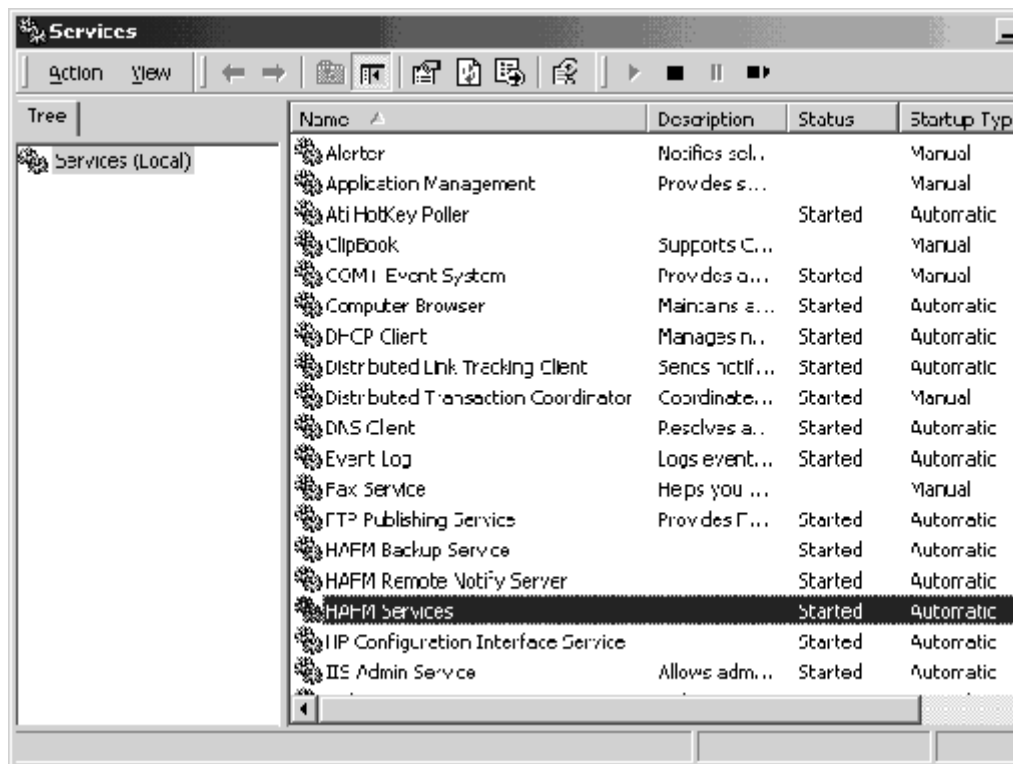 Services
Action View
Tree
Name Description Status Startup Typ
Services (Local)
Alerter Notifies sel... Manual
Application Management Provides s... Manual
Ati HotKey Poller Started Automatic
ClipBook Supports C... Manual
COM+ Event System Provides a... Started Manual
Computer Browser Maintains a... Started Automatic
DHCP Client Manages n... Started Automatic
Distributed Link Tracking Client Sends notif... Started Automatic
Distributed Transaction Coordinator Coordinate... Started Manual
DNS Client Resolves a... Started Automatic
Event Log Logs event... Started Automatic
Fax Service Helps you ... Manual
FTP Publishing Service Provides F... Started Automatic
HAFM Backup Service Started Automatic
HAFM Remote Notify Server Started Automatic
HAFM Services Started Automatic
HP Configuration Interface Service Started Automatic
IIS Admin Service Allows adm... Started Automatic